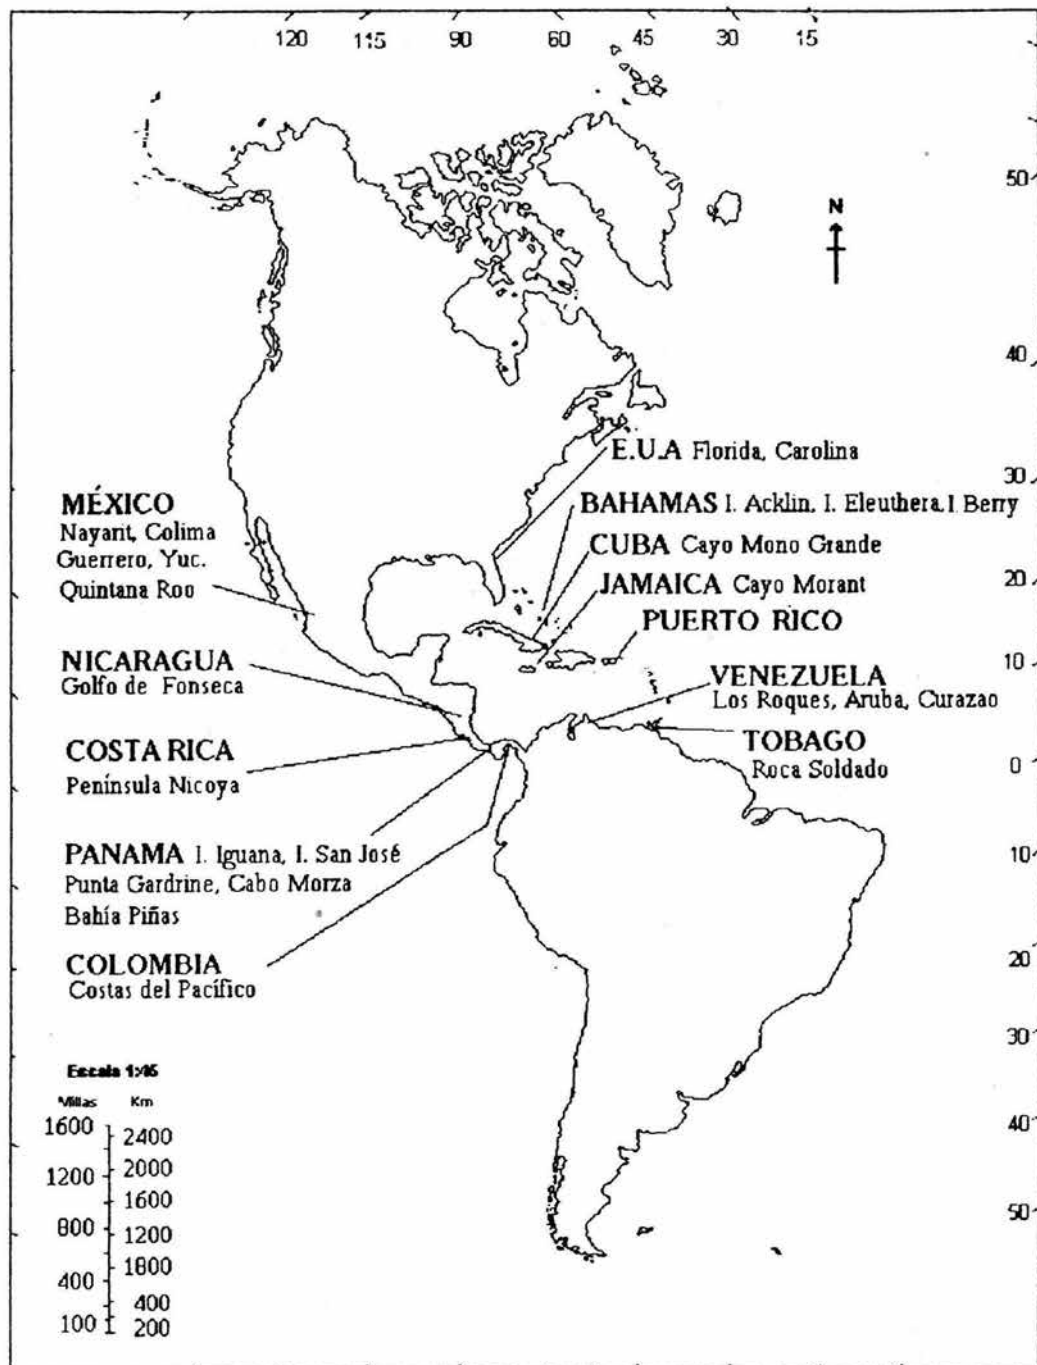 120 115 90 60 45 30 15
50
N
40
E.U.A Florida, Carolina
30
MÉXICO
Nayarit, Colima
Guerrero, Yuc.
Quintana Roo
BAHAMAS I. Acklin, I. Eleuthera, I Berry
CUBA Cayo Mono Grande
20
JAMAICA Cayo Morant
PUERTO RICO
10
NICARAGUA
Golfo de Fonseca
VENEZUELA
Los Roques, Aruba, Curazao
COSTA RICA
Península Nicoya
TOBAGO
Roca Soldado
0
PANAMA I. Iguana, I. San José
Punta Gardrine, Cabo Morza
Bahía Piñas
10
COLOMBIA
Costas del Pacífico
20
30
Escala 1:46
Millas Km
1600 2400
40
1200 2000
1600
800 1200
50
1800
400 400
100 200